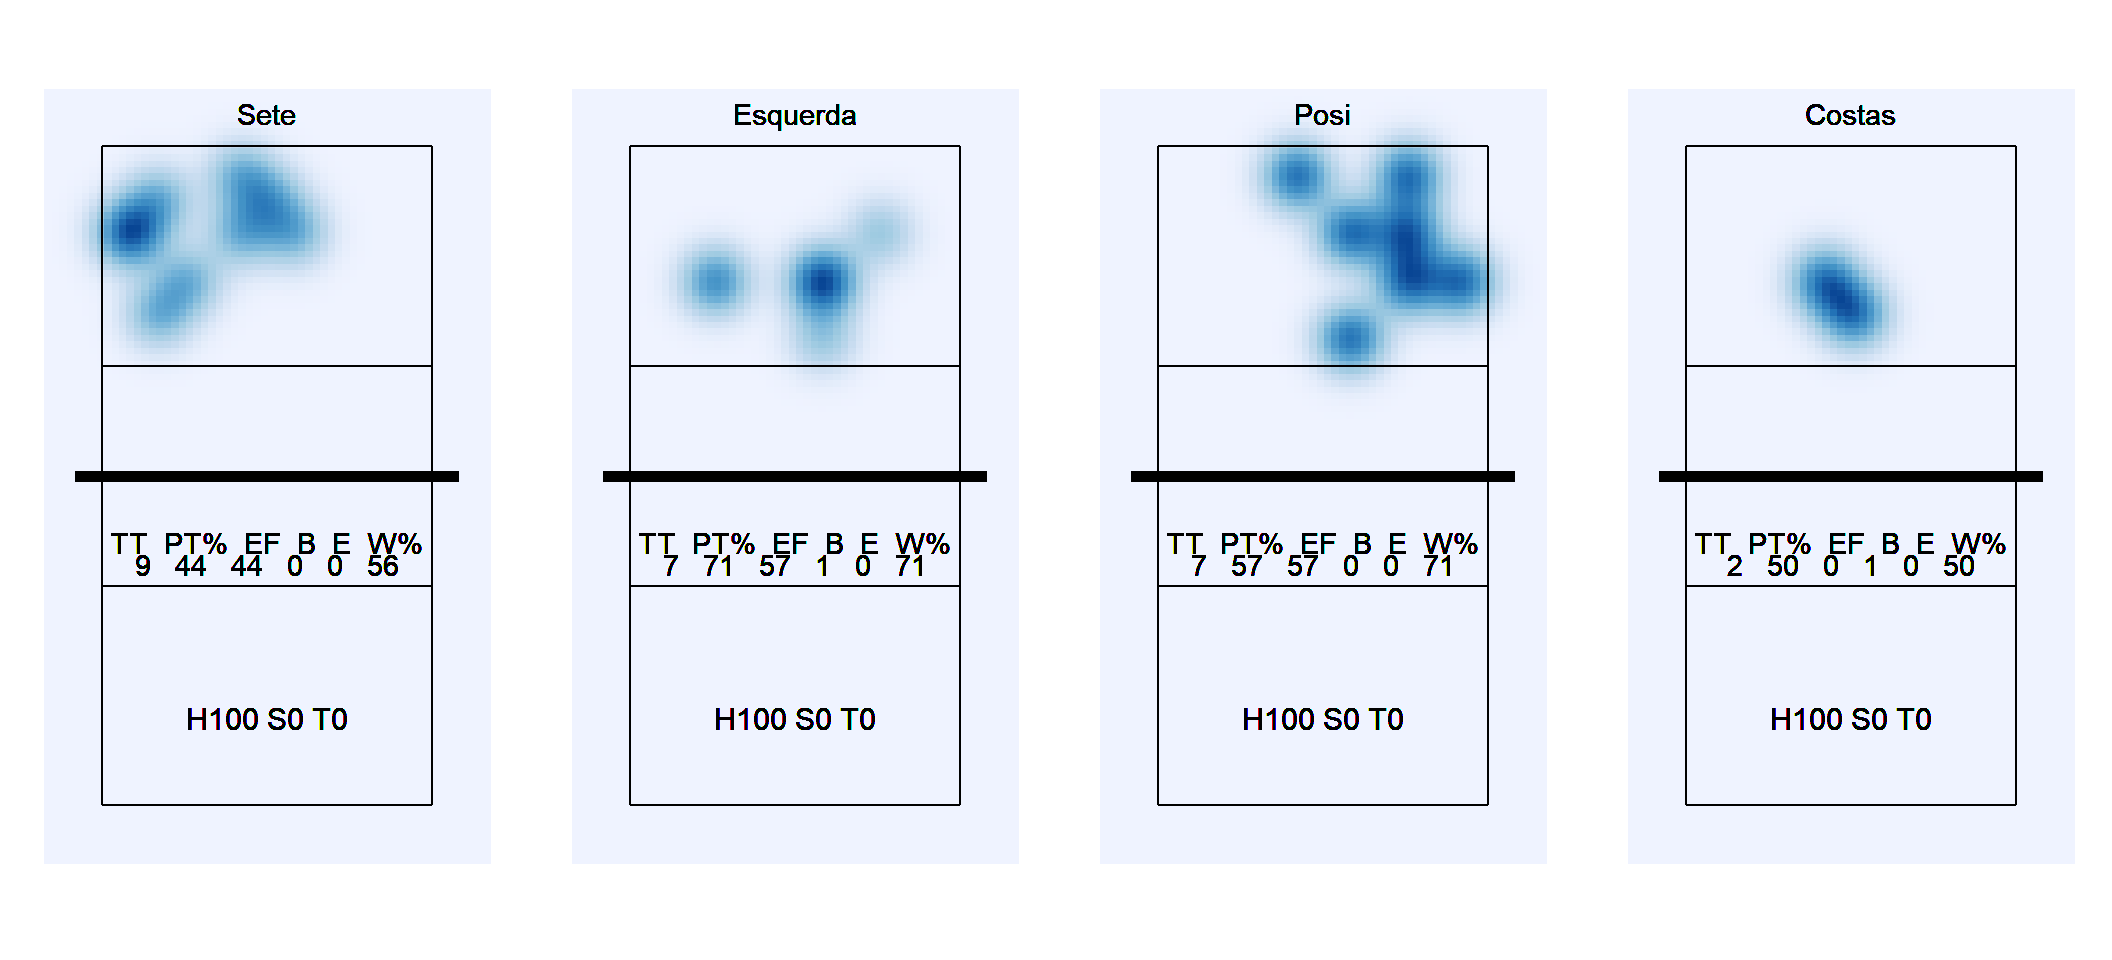 Sete
TT PT% EF B E W%
9 44 44 0 0 56
H100 S0 T0
Esquerda
TT PT% EF B E W%
7 71 57 1 0 71
H100 S0 T0
Posi
TT PT% EF B E W%
7 57 57 0 0 71
H100 S0 T0
Costas
TT PT% EF B E W%
2 50 0 1 0 50
H100 S0 T0